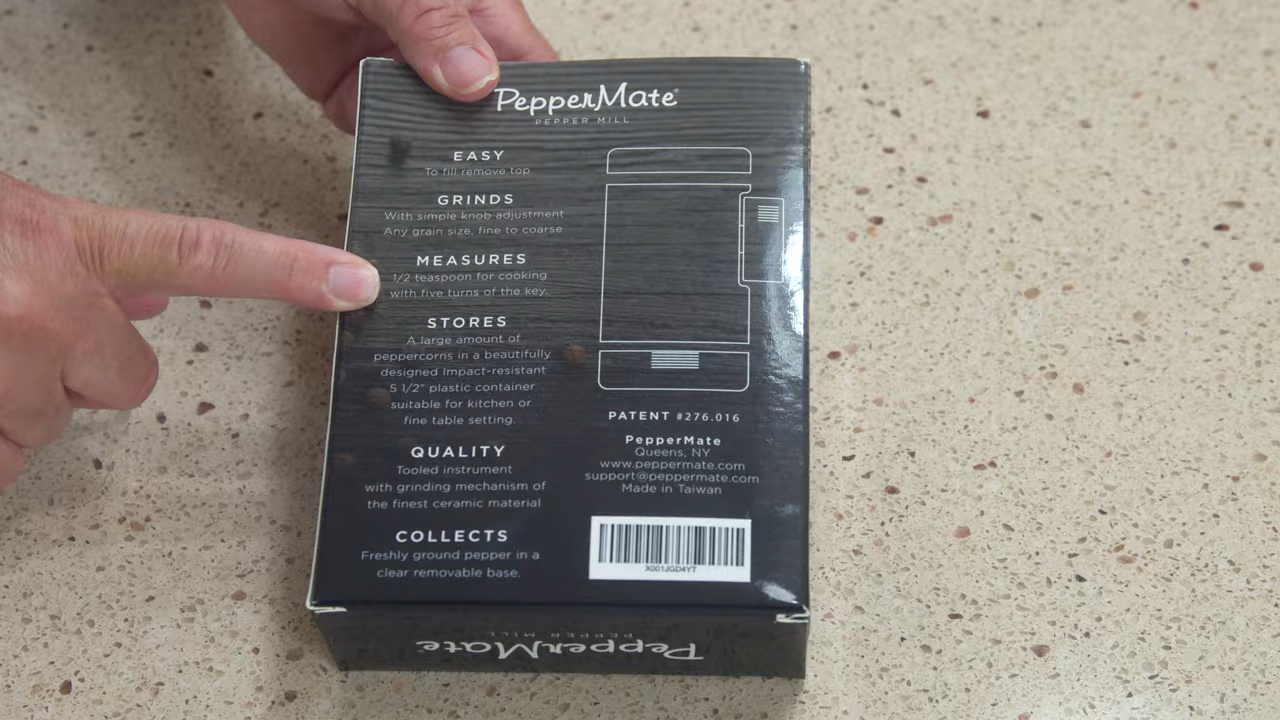 PepperMate®
PEPPER MILL
EASY
To fill remove top
GRINDS
With simple knob adjustment
Any grain size, fine to coarse
MEASURES
1/2 teaspoon for cooking
with five turns of the key.
STORES
A large amount of
peppercorns in a beautifully
designed Impact-resistant
5 1/2" plastic container
suitable for kitchen or
fine table setting.
QUALITY
Tooled instrument
with grinding mechanism of
the finest ceramic material
COLLECTS
Freshly ground pepper in a
clear removable base.
PATENT #276.016
PepperMate
Queens, NY
www.peppermate.com
support@peppermate.com
Made in Taiwan
X001JGD4YT
PepperMate
PEPPER MILL